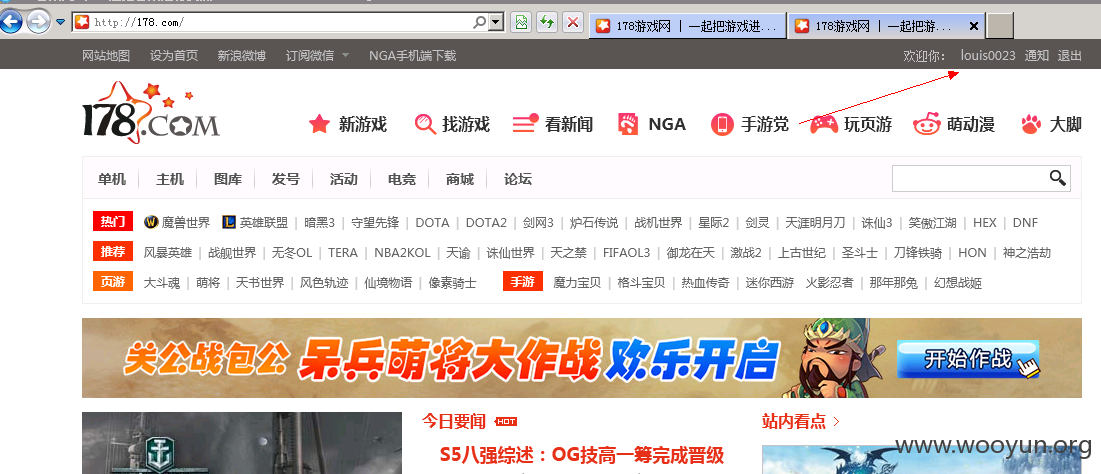 http://178.com/ 178游戏网 | 一起把游戏进... 178游戏网 | 一起把游...
网站地图 设为首页 新浪微博 订阅微信 NGA手机端下载 欢迎你: louis0023 通知 退出
178.COM 新游戏 找游戏 看新闻 NGA 手游党 玩页游 萌动漫 大脚
单机 主机 图库 发号 活动 电竞 商城 论坛
热门 魔兽世界 英雄联盟 | 暗黑3 | 守望先锋 | DOTA | DOTA2 | 剑网3 | 炉石传说 | 战机世界 | 星际2 | 剑灵 | 天涯明月刀 | 诛仙3 | 笑傲江湖 | HEX | DNF
推荐 风暴英雄 | 战舰世界 | 无冬OL | TERA | NBA2KOL | 天谕 | 诛仙世界 | 天之禁 | FIFAOL3 | 御龙在天 | 激战2 | 上古世纪 | 圣斗士 | 刀锋铁骑 | HON | 神之浩劫
页游 大斗魂 | 萌将 | 天书世界 | 风色轨迹 | 仙境物语 | 像素骑士 手游 魔力宝贝 | 格斗宝贝 | 热血传奇 | 迷你西游 火影忍者 | 那年那兔 | 幻想战姬
关公战包公 呆兵萌将大作战 欢乐开启 开始作战
今日要闻 HOT 站内看点
S5八强综述：OG技高一筹完成晋级
www.wooyun.org